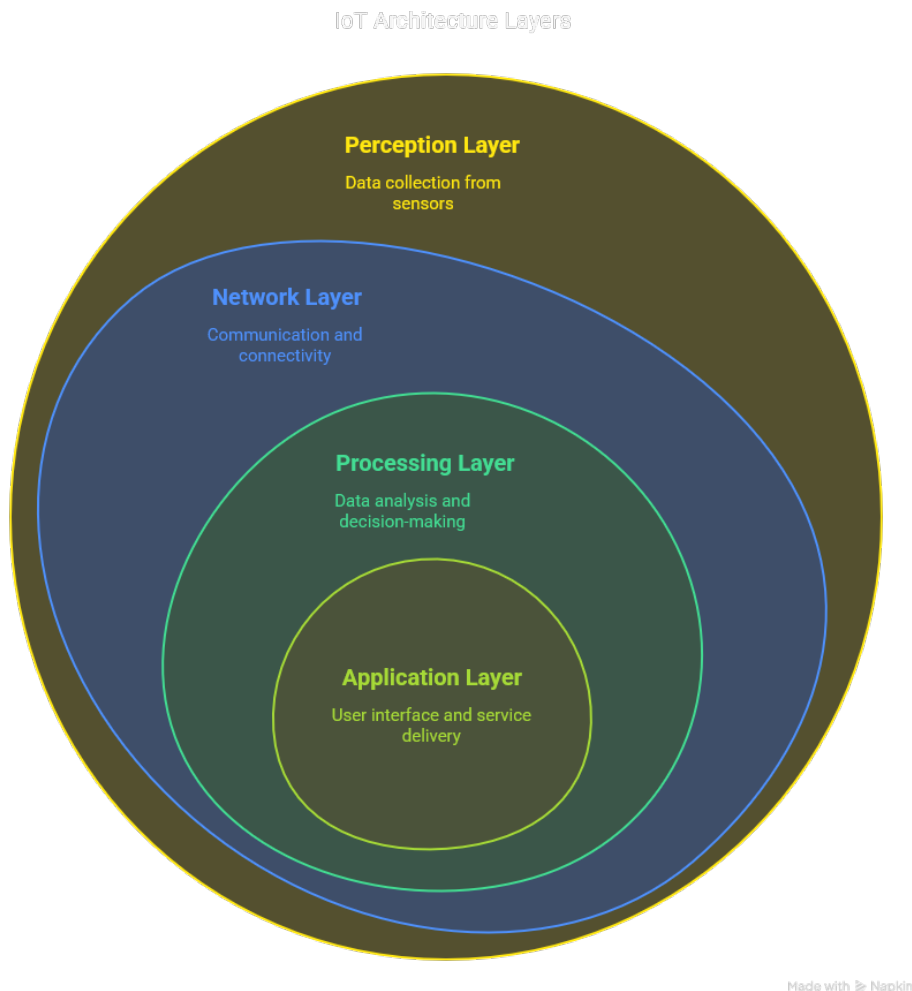 IoT Architecture Layers
Perception Layer
Data collection from
sensors
Network Layer
Communication and
connectivity
Processing Layer
Data analysis and
decision-making
Application Layer
User interface and service
delivery
Made with Napkin